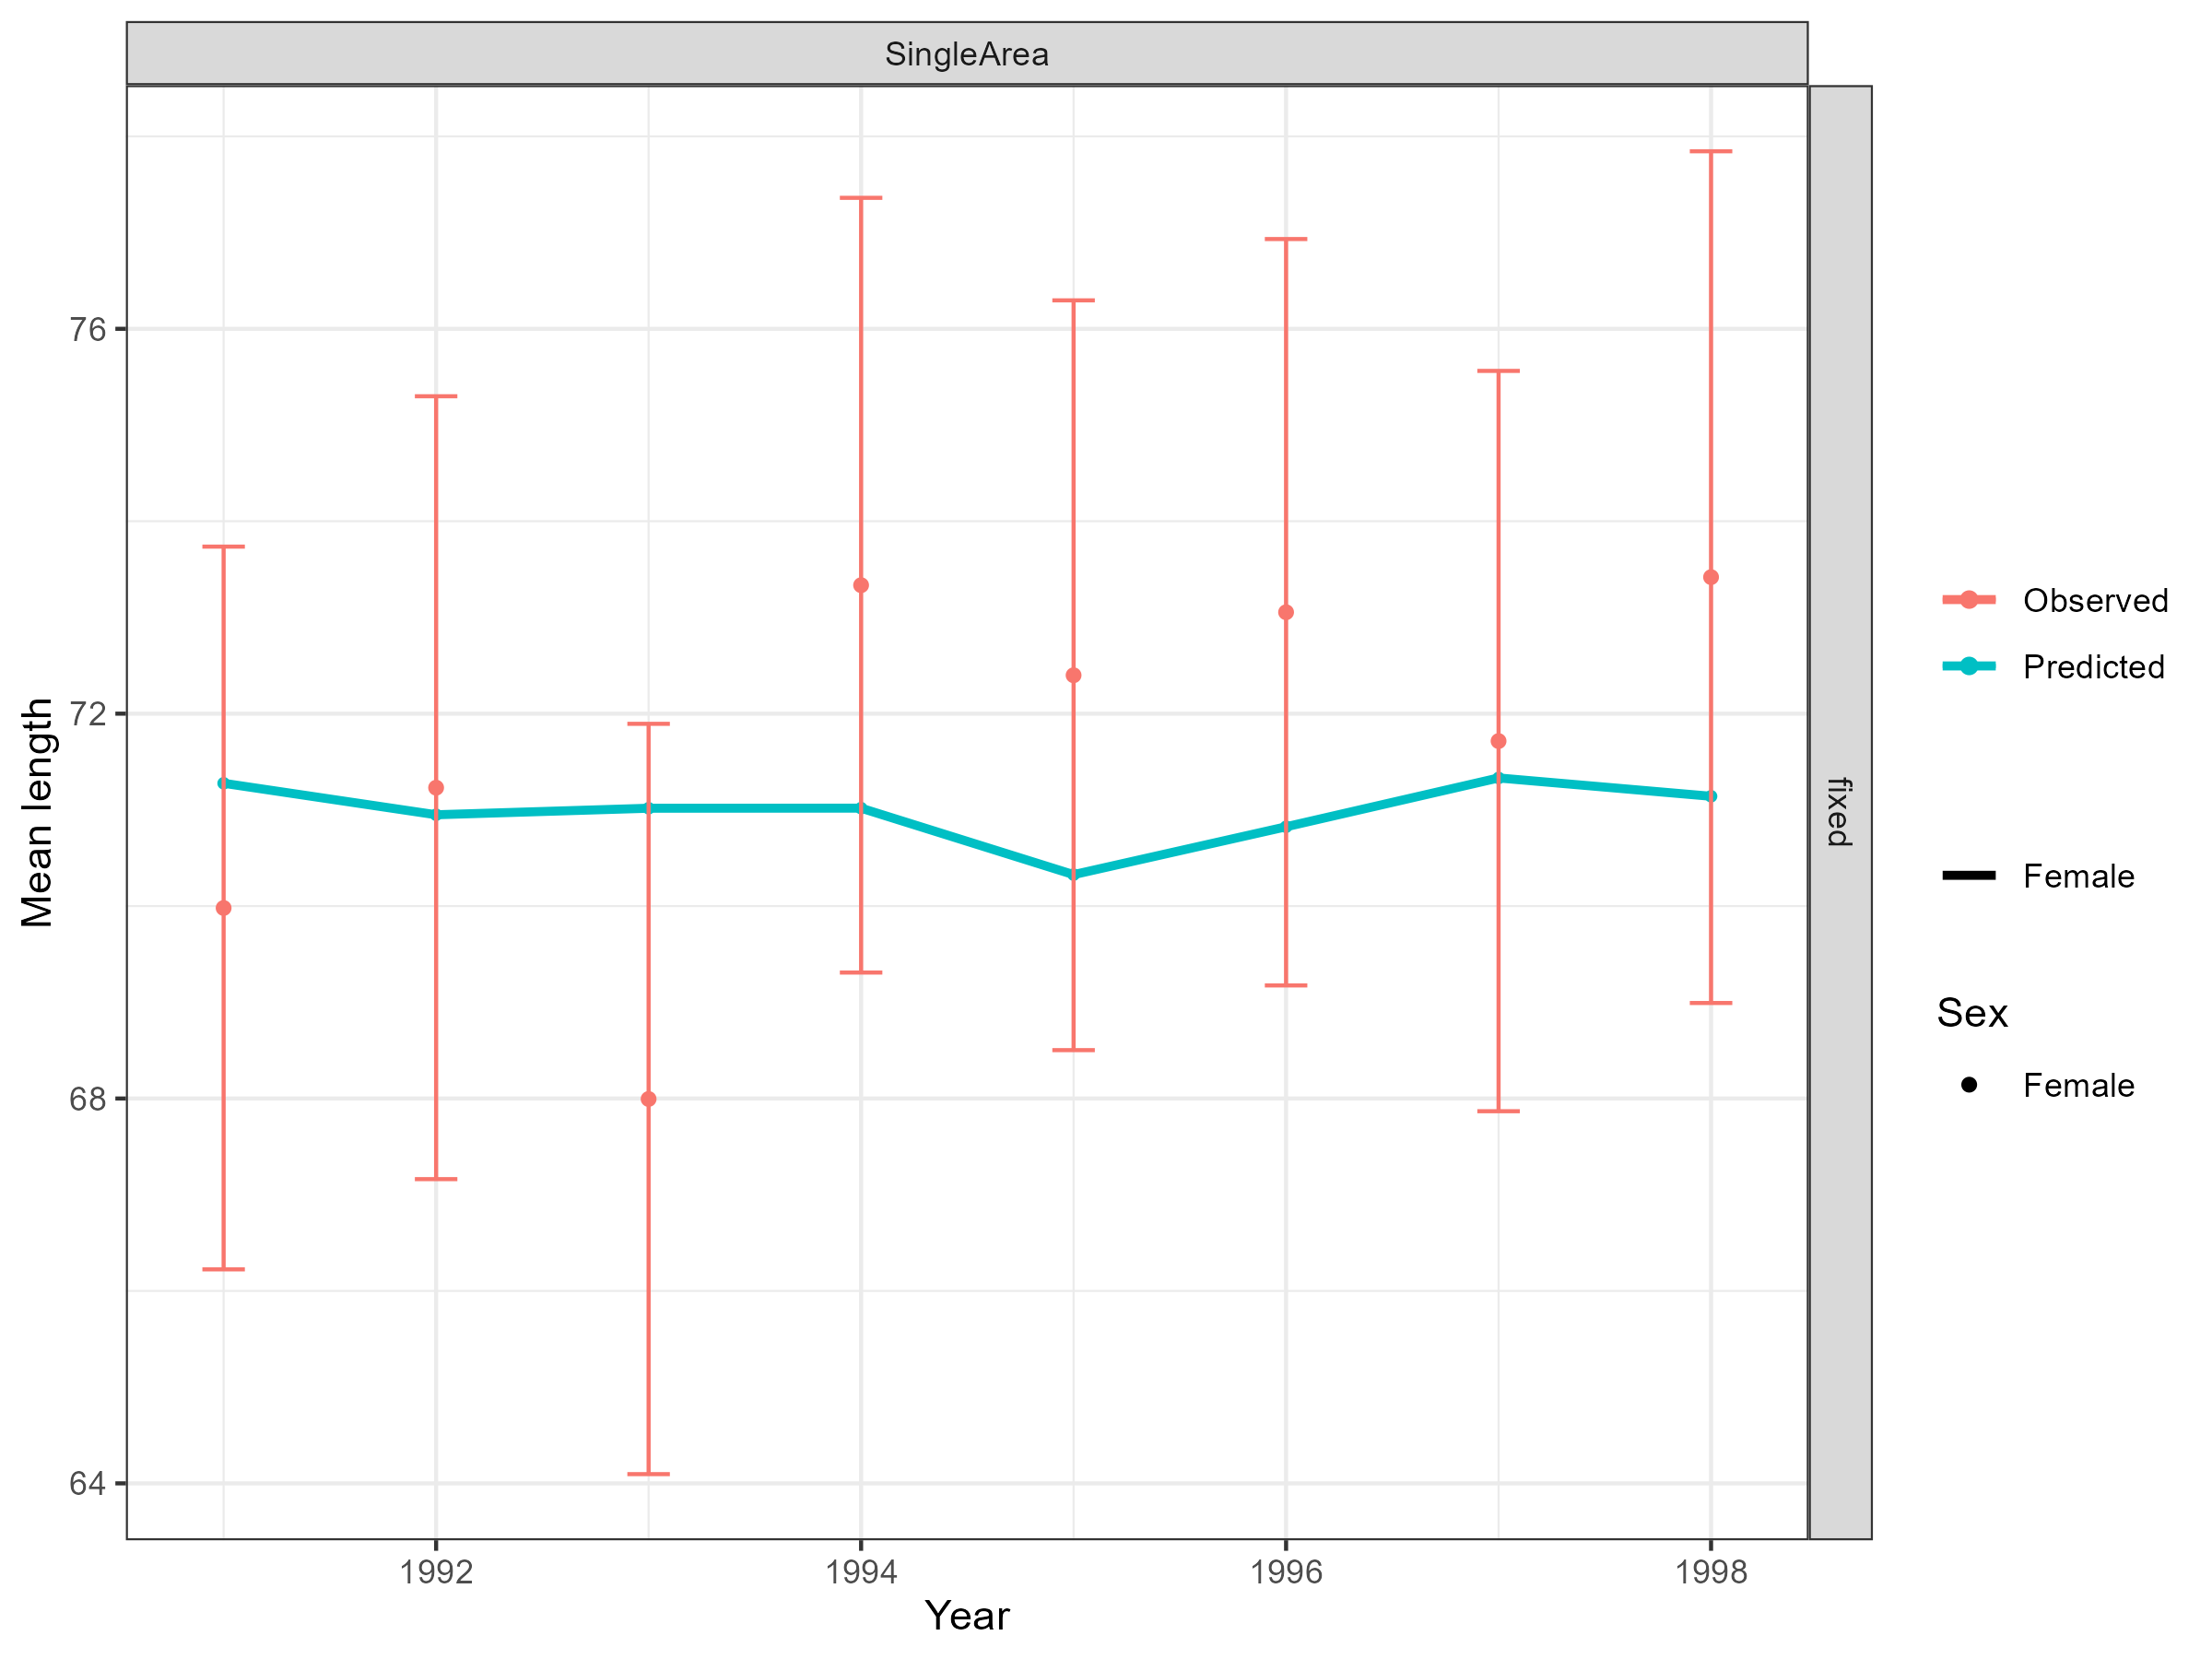 SingleArea
fixed
Mean length
76
72
68
64
1992
1994
1996
1998
Year
Observed
Predicted
Female
Sex
Female